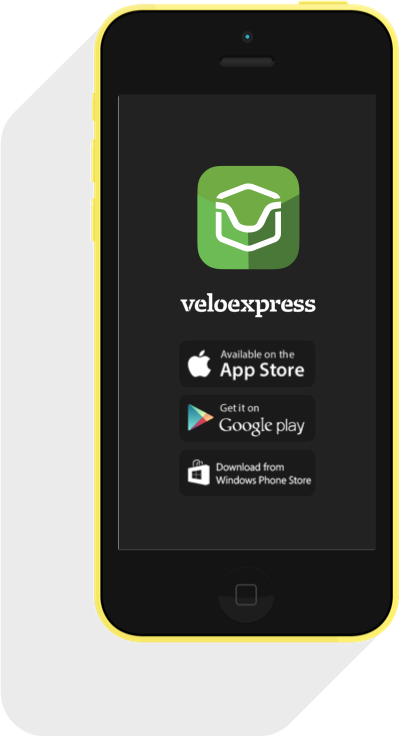 veloexpress
Available on the
App Store
Get it on
Google play
Download from
Windows Phone Store